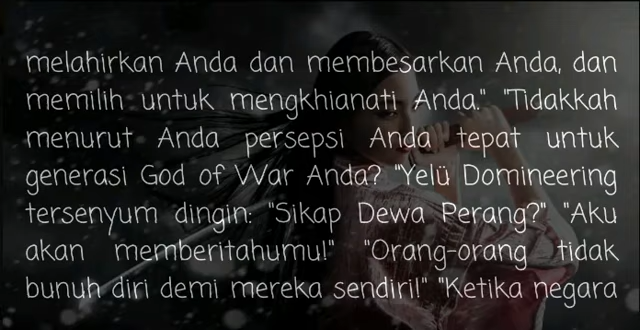 melahirkan Anda dan membesarkan Anda, dan
memilih untuk mengkhianati Anda." "Tidakkah
menurut Anda persepsi Anda tepat untuk
generasi God of War Anda? "Yelü Domineering
tersenyum dingin: "Sikap Dewa Perang?" "Aku
akan memberitahumu!" "Orang-orang tidak
bunuh diri demi mereka sendiri!" "Ketika negara